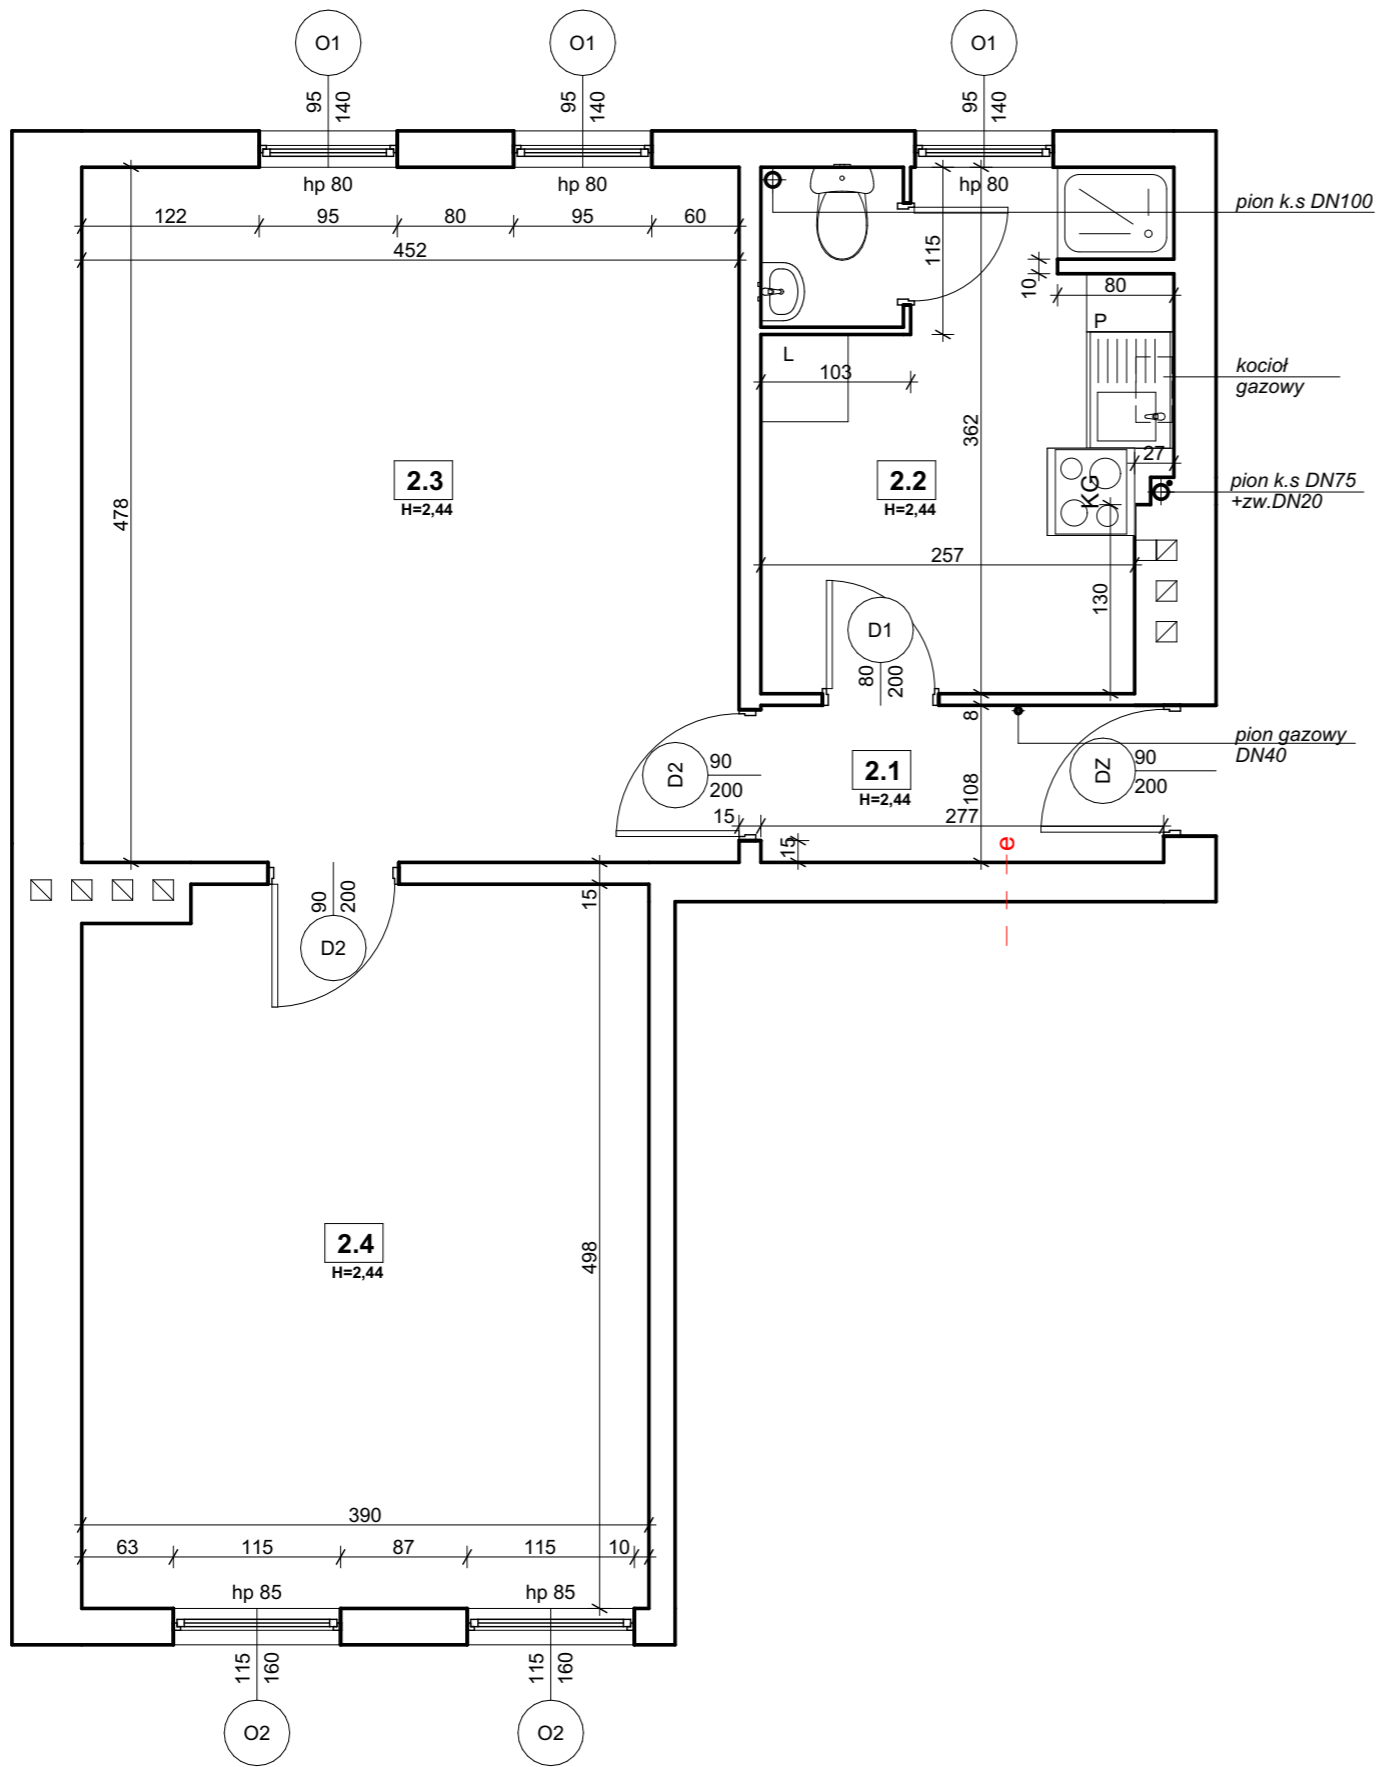 O1
O1
O1
95
140
95
140
95
140
hp 80
hp 80
hp 80
pion k.s DN100
122
95
80
95
60
452
115
10
80
P
L
103
kocioł
gazowy
362
27
2.3
H=2,44
2.2
H=2,44
KG
pion k.s DN75
+zw.DN20
478
257
130
D1
80
200
8
pion gazowy
DN40
D2
90
200
2.1
H=2,44
DZ
90
200
108
15
277
15
e
90
200
15
D2
2.4
H=2,44
498
390
63
115
87
115
10
hp 85
hp 85
115
160
115
160
O2
O2